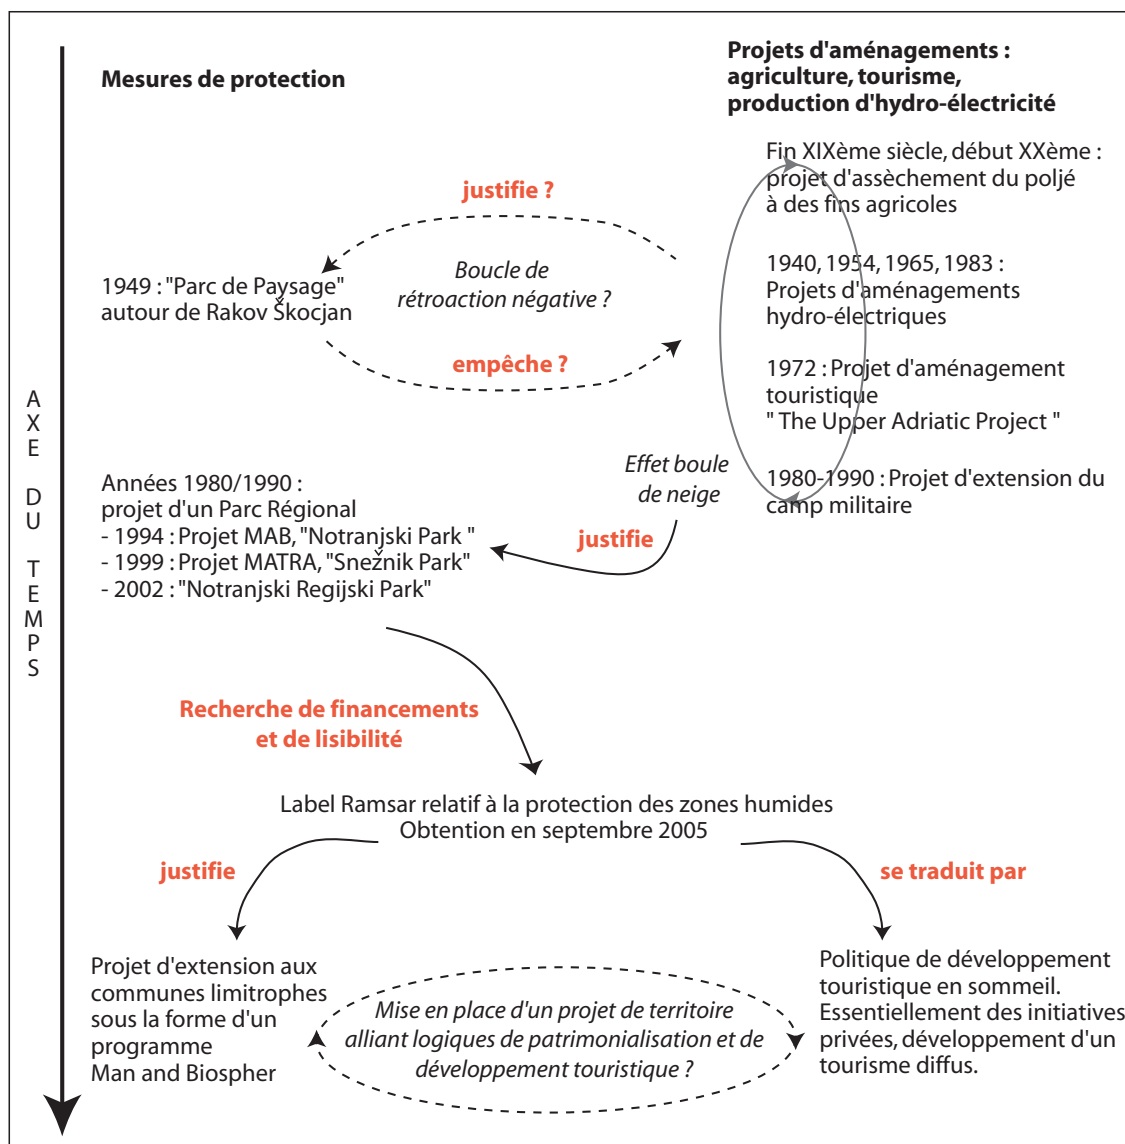 Mesures de protection
Projets d'aménagements :
agriculture, tourisme,
production d'hydro-électricité
Fin XIXème siècle, début XXème :
projet d'assèchement du poljé
à des fins agricoles
justifie ?
1949 : "Parc de Paysage"
autour de Rakov Škocjan
Boucle de
rétroaction négative ?
1940, 1954, 1965, 1983 :
Projets d'aménagements
hydro-électriques
empêche ?
1972 : Projet d'aménagement
touristique
" The Upper Adriatic Project "
AXE DU TEMPS
Effet boule
de neige
1980-1990 : Projet d'extension du
camp militaire
Années 1980/1990 :
projet d'un Parc Régional
- 1994 : Projet MAB, "Notranjski Park "
- 1999 : Projet MATRA, "Snežnik Park"
- 2002 : "Notranjski Regijski Park"
justifie
Recherche de financements
et de lisibilité
Label Ramsar relatif à la protection des zones humides
Obtention en septembre 2005
justifie
se traduit par
Projet d'extension aux
communes limitrophes
sous la forme d'un
programme
Man and Biospher
Mise en place d'un projet de territoire
alliant logiques de patrimonialisation et de
développement touristique ?
Politique de développement
touristique en sommeil.
Essentiellement des initiatives
privées, développement d'un
tourisme diffus.